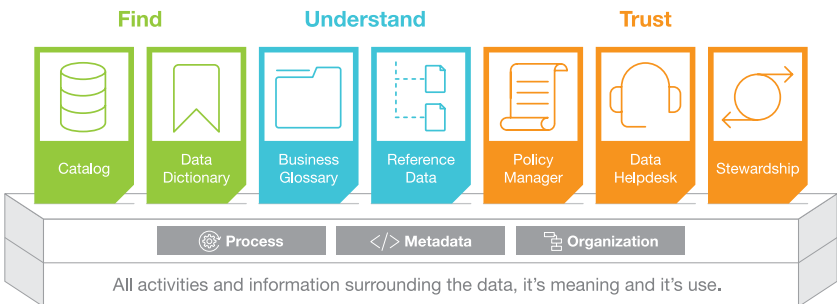 Find
Understand
Trust
Catalog
Data
Dictionary
Business
Glossary
Reference
Data
Policy
Manager
Data
Helpdesk
Stewardship
Process
</> Metadata
Organization
All activities and information surrounding the data, it's meaning and it's use.